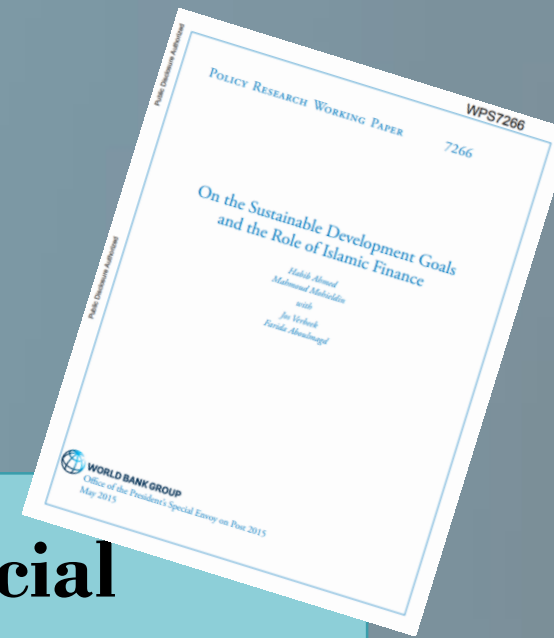 Public Disclosure Authorized
WPS7266
POLICY RESEARCH WORKING PAPER
7266
On the Sustainable Development Goals
and the Role of Islamic Finance
Habib Ahmed
Mahmoud Mohieldin
with
Jos Verbeek
Farida Aboulmagd
Public Disclosure Authorized
WORLD BANK GROUP
Office of the President's Special Envoy on Post 2015
May 2015
cial